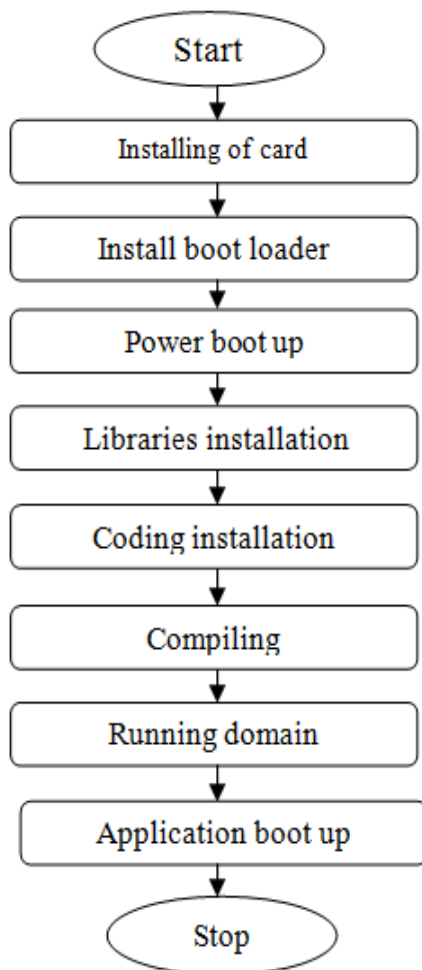 Start
Installing of card
Install boot loader
Power boot up
Libraries installation
Coding installation
Compiling
Running domain
Application boot up
Stop